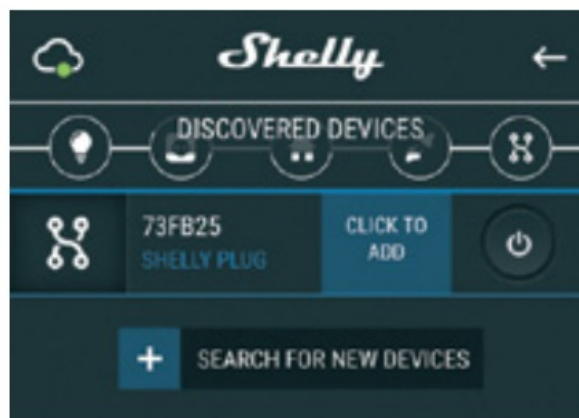 Shelly
DISCOVERED DEVICES
73FB25
SHELLY PLUG
CLICK TO
ADD
SEARCH FOR NEW DEVICES